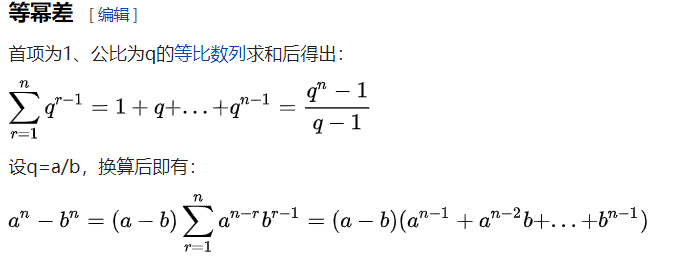 等幂差 [编辑]
首项为1、公比为q的等比数列求和后得出：
$\sum_{r=1}^{n} q^{r-1} = 1 + q + \ldots + q^{n-1} = \frac{q^n - 1}{q - 1}$
设q=a/b，换算后即有：
$a^n - b^n = (a - b) \sum_{r=1}^{n} a^{n-r} b^{r-1} = (a - b)(a^{n-1} + a^{n-2}b + \ldots + b^{n-1})$